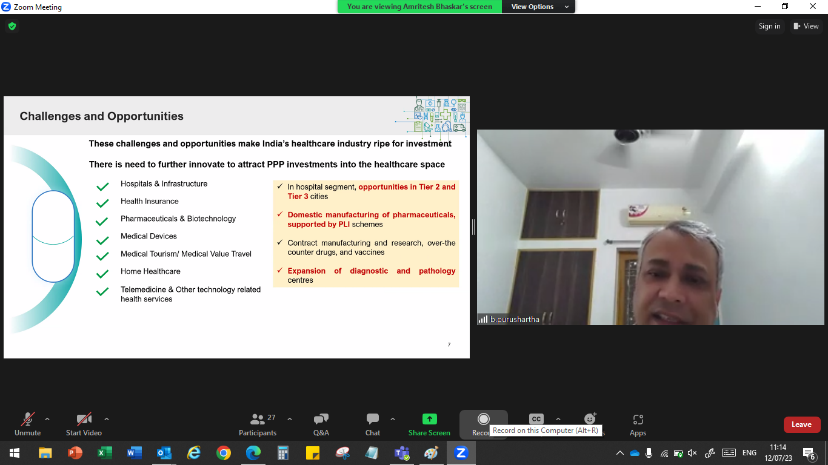 Zoom Meeting
You are viewing Amritesh Bhaskar's screen
View Options
Sign in
View
Challenges and Opportunities
These challenges and opportunities make India's healthcare industry ripe for investment
There is need to further innovate to attract PPP investments into the healthcare space
Hospitals & Infrastructure
Health Insurance
Pharmaceuticals & Biotechnology
Medical Devices
Medical Tourism/ Medical Value Travel
Home Healthcare
Telemedicine & Other technology related
health services
In hospital segment, opportunities in Tier 2 and
Tier 3 cities
Domestic manufacturing of pharmaceuticals,
supported by PLI schemes
Contract manufacturing and research, over-the
counter drugs, and vaccines
Expansion of diagnostic and pathology
centres
7
b.purushartha
Unmute
Start Video
27
Participants
Q&A
Chat
Share Screen
Reco
CC
Record on this Computer (Alt+R)
s
Apps
Leave
ENG
11:14
12/07/23
6